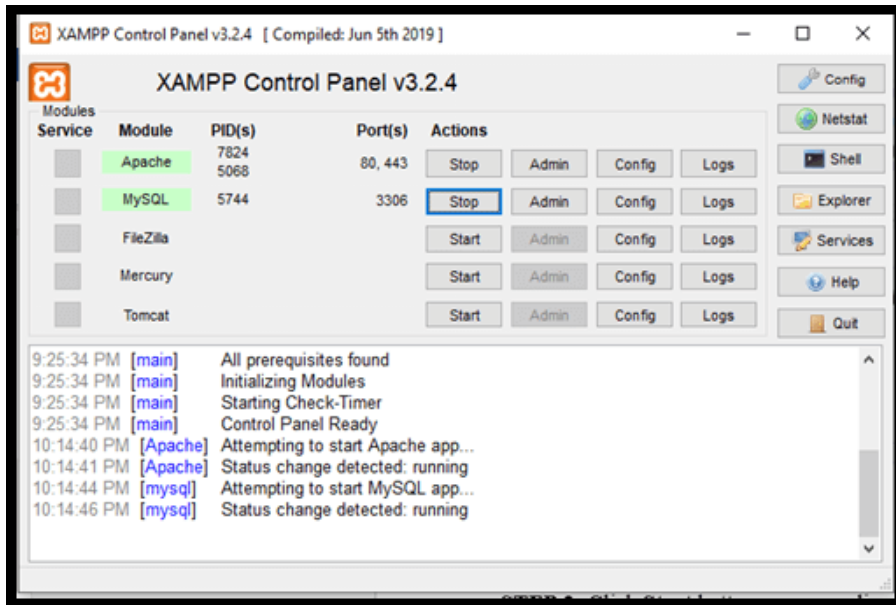 XAMPP Control Panel v3.2.4 [ Compiled: Jun 5th 2019 ]
XAMPP Control Panel v3.2.4
Config
Modules
Service Module PID(s) Port(s) Actions
Netstat
Apache 7824 5068 80, 443 Stop Admin Config Logs
Shell
MySQL 5744 3306 Stop Admin Config Logs
Explorer
FileZilla Start Admin Config Logs
Services
Mercury Start Admin Config Logs
Help
Tomcat Start Admin Config Logs
Quit
9:25:34 PM [main] All prerequisites found
9:25:34 PM [main] Initializing Modules
9:25:34 PM [main] Starting Check-Timer
9:25:34 PM [main] Control Panel Ready
10:14:40 PM [Apache] Attempting to start Apache app...
10:14:41 PM [Apache] Status change detected: running
10:14:44 PM [mysql] Attempting to start MySQL app...
10:14:46 PM [mysql] Status change detected: running